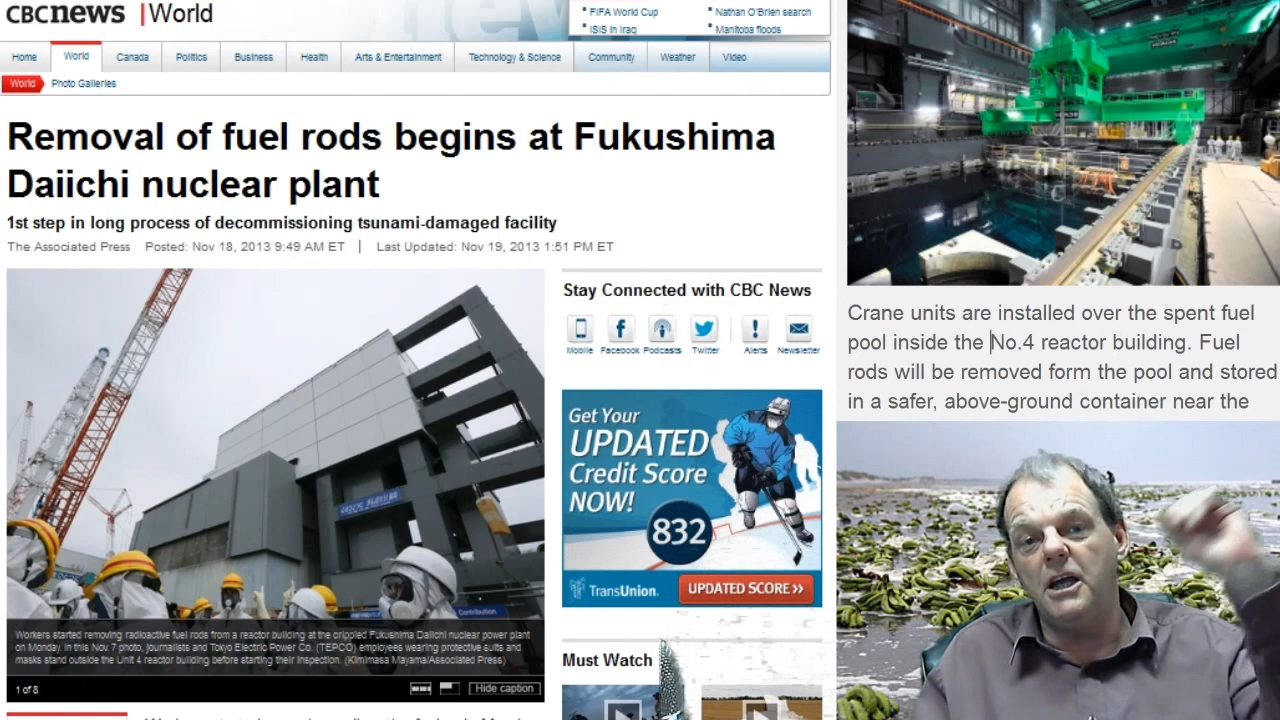 CBCNEWS | World
FIFA World Cup
Nathan O'Brien search
ISIS in Iraq
Manitoba floods
Home World Canada Politics Business Health Arts & Entertainment Technology & Science Community Weather Video
World Photo Galleries
Removal of fuel rods begins at Fukushima
Daiichi nuclear plant
1st step in long process of decommissioning tsunami-damaged facility
The Associated Press Posted: Nov 18, 2013 9:49 AM ET | Last Updated: Nov 19, 2013 1:51 PM ET
Workers started removing radioactive fuel rods from a reactor building at the crippled Fukushima Daiichi nuclear power plant
on Monday. In this Nov 7 photo, journalists and Tokyo Electric Power Co. (TEPCO) employees wearing protective suits and
masks stand outside the Unit 4 reactor building before starting their inspection. (Kimimasa Mayama/Associated Press)
1 of 8
Hide caption
Stay Connected with CBC News
Mobile Facebook Podcasts Twitter Alerts Newsletter
Get Your
UPDATED
Credit Score
NOW!
832
TransUnion.
UPDATED SCORE >>
Must Watch
Crane units are installed over the spent fuel
pool inside the No.4 reactor building. Fuel
rods will be removed form the pool and stored
in a safer, above-ground container near the